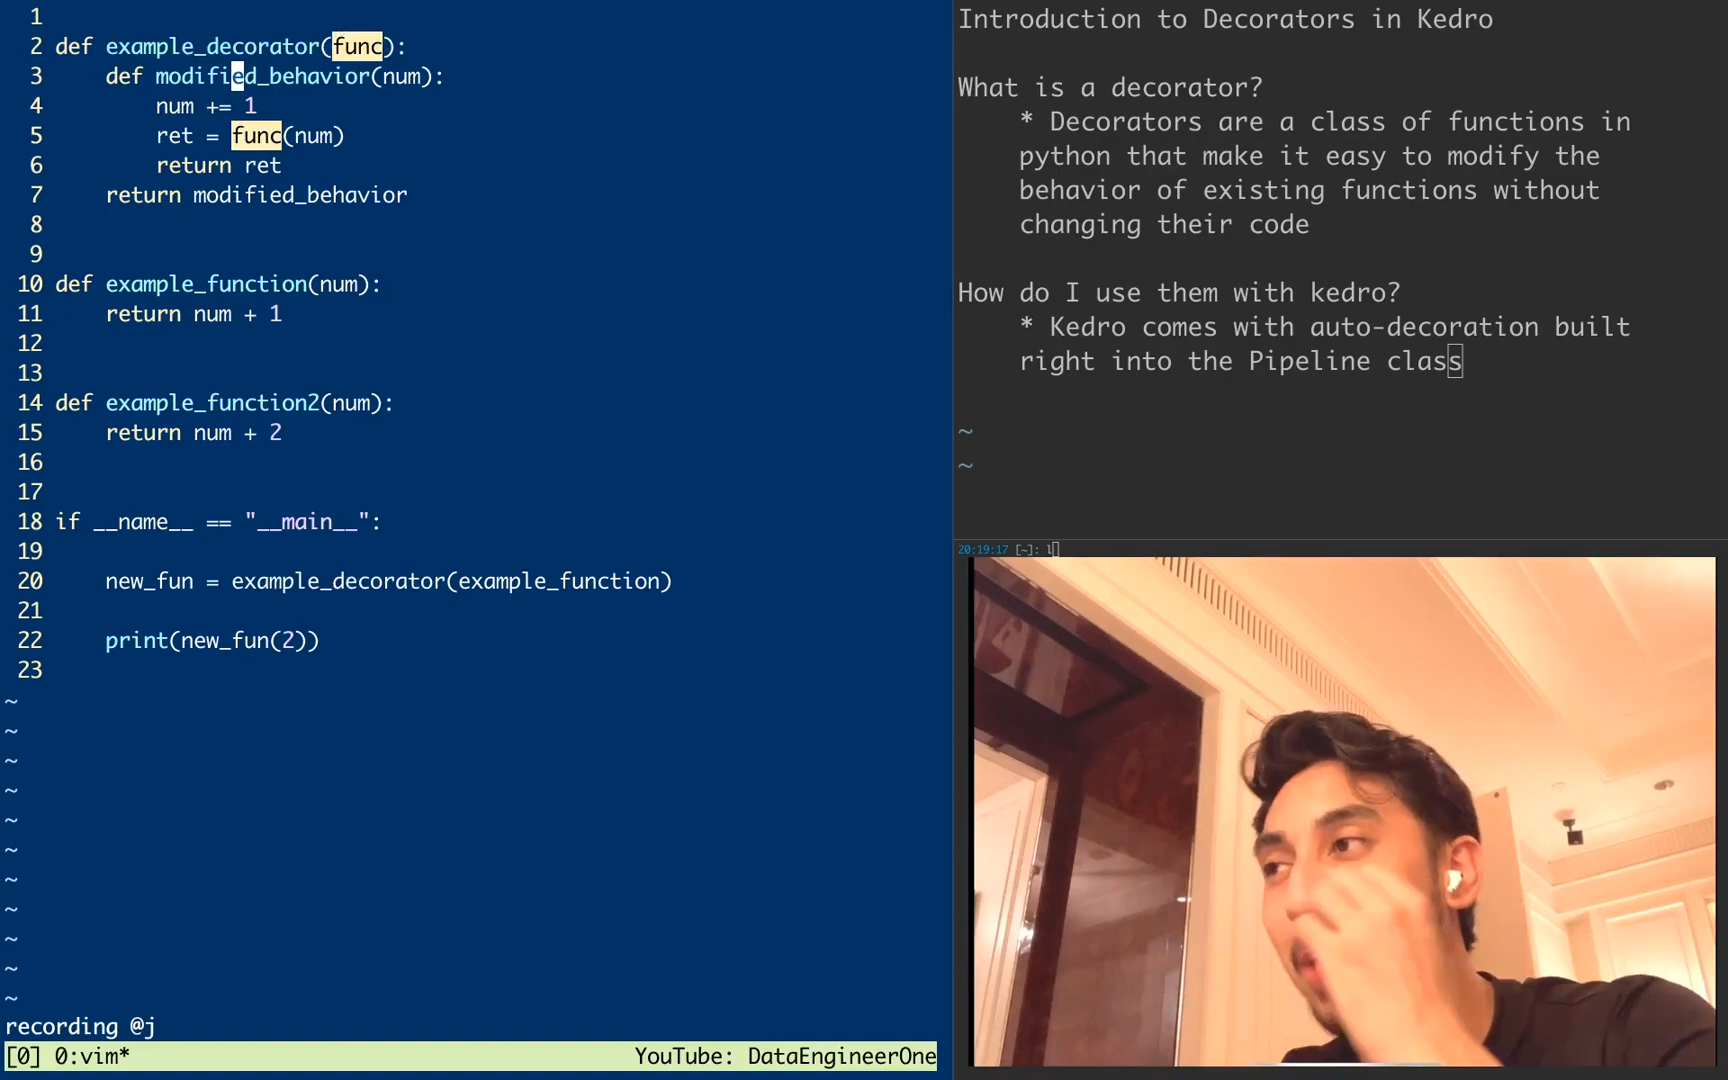 1
2 def example_decorator(func):
3     def modified_behavior(num):
4         num += 1
5         ret = func(num)
6         return ret
7     return modified_behavior
8
9
10 def example_function(num):
11     return num + 1
12
13
14 def example_function2(num):
15     return num + 2
16
17
18 if __name__ == "__main__":
19
20     new_fun = example_decorator(example_function)
21
22     print(new_fun(2))
23
~
~
~
~
~
~
~
~
~
~
~
recording @j
[0] 0:vim* YouTube: DataEngineerOne
Introduction to Decorators in Kedro
What is a decorator?
* Decorators are a class of functions in
python that make it easy to modify the
behavior of existing functions without
changing their code
How do I use them with kedro?
* Kedro comes with auto-decoration built
right into the Pipeline class
~
~
20:19:17 [~]: l